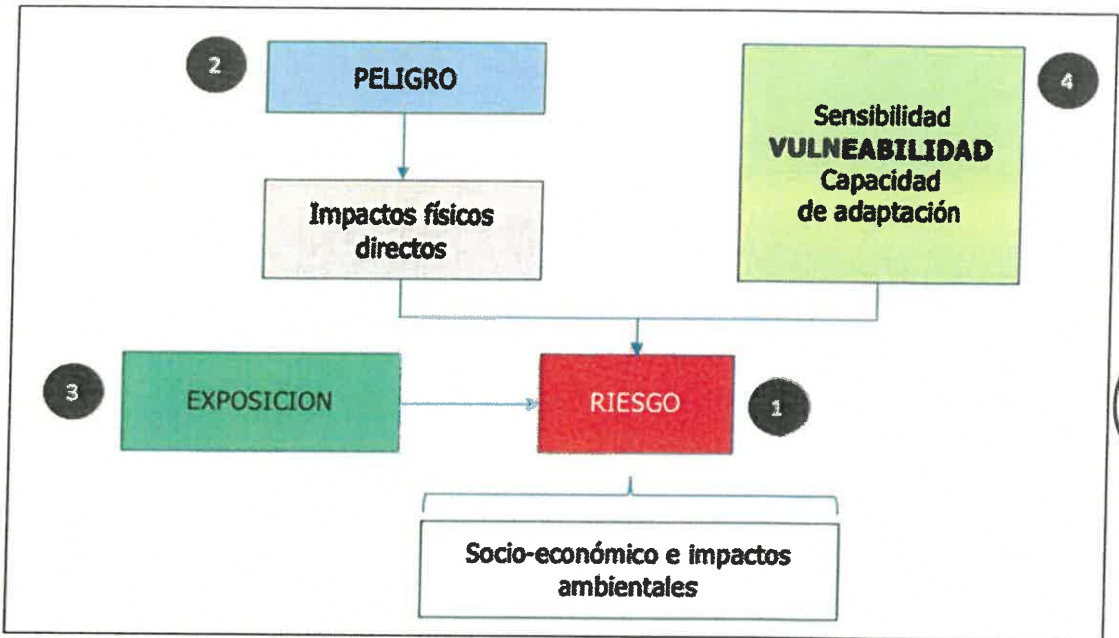 2
PELIGRO
4
Sensibilidad
VULNEABILIDAD
Capacidad
de adaptación
Impactos físicos
directos
3
EXPOSICION
RIESGO
1
Socio-económico e impactos
ambientales